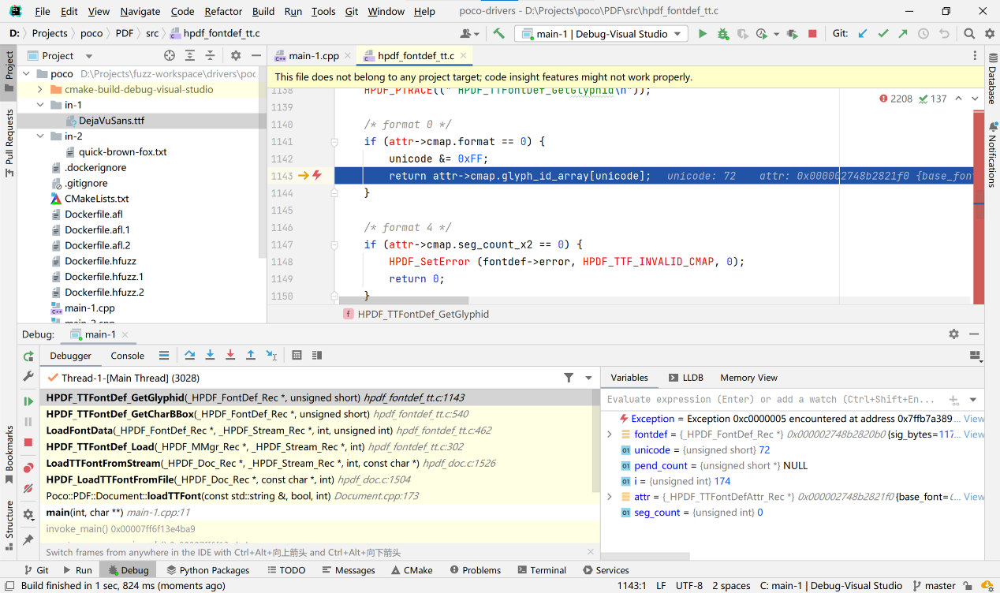 File Edit View Navigate Code Refactor Build Run Tools Git Window Help poco-drivers - D:\Projects\poco\PDF\src\hpdf_fontdef_tt.c
D: Projects poco PDF src hpdf_fontdef_tt.c main-1 | Debug-Visual Studio Git:
Project
Pull Requests
Bookmarks
Structure
Project
poco D:\Projects\fuzz-workspace\drivers\poc
cmake-build-debug-visual-studio
in-1
DejaVuSans.ttf
in-2
quick-brown-fox.txt
.dockerignore
.gitignore
CMakeLists.txt
Dockerfile.afl
Dockerfile.afl.1
Dockerfile.afl.2
Dockerfile.hfuzz
Dockerfile.hfuzz.1
Dockerfile.hfuzz.2
main-1.cpp
main-2.cpp
main-1.cpp hpdf_fontdef_tt.c
This file does not belong to any project target; code insight features might not work properly.
2208 137
1138 HPDF_PTRACE((" HPDF_TTFontDef_GetGlyphid\n"));
1139
1140 /* format 0 */
1141 if (attr->cmap.format == 0) {
1142 unicode &= 0xFF;
1143 return attr->cmap.glyph_id_array[unicode]; unicode: 72 attr: 0x000002748b2821f0 {base_fon
1144 }
1145
1146 /* format 4 */
1147 if (attr->cmap.seg_count_x2 == 0) {
1148 HPDF_SetError (fontdef->error, HPDF_TTF_INVALID_CMAP, 0);
1149 return 0;
1150 }
f HPDF_TTFontDef_GetGlyphid
Database
Notifications
Debug: main-1
Debugger Console
Thread-1-[Main Thread] (3028)
HPDF_TTFontDef_GetGlyphid(_HPDF_FontDef_Rec *, unsigned short) hpdf_fontdef_tt.c:1143
HPDF_TTFontDef_GetCharBBox(_HPDF_FontDef_Rec *, unsigned short) hpdf_fontdef_tt.c:540
LoadFontData(_HPDF_FontDef_Rec *, _HPDF_Stream_Rec *, int, unsigned int) hpdf_fontdef_tt.c:462
HPDF_TTFontDef_Load(_HPDF_MMgr_Rec *, _HPDF_Stream_Rec *, int) hpdf_fontdef_tt.c:302
LoadTTFontFromStream(_HPDF_Doc_Rec *, _HPDF_Stream_Rec *, int, const char *) hpdf_doc.c:1526
HPDF_LoadTTFontFromFile(_HPDF_Doc_Rec *, const char *, int) hpdf_doc.c:1504
Poco::PDF::Document::loadTTFont(const std::string &, bool, int) Document.cpp:173
main(int, char **) main-1.cpp:11
invoke_main() 0x00007ff6f13e4ba9
Switch frames from anywhere in the IDE with Ctrl+Alt+向上箭头 and Ctrl+Alt+向下箭头
Variables LLDB Memory View
Evaluate expression (Enter) or add a watch (Ctrl+Shift+En...
Exception = Exception 0xc0000005 encountered at address 0x7ffb7a389... View
fontdef = {_HPDF_FontDef_Rec *} 0x000002748b2820b0 {sig_bytes=117... View
unicode = {unsigned short} 72
pend_count = {unsigned short *} NULL
i = {unsigned int} 174
attr = {_HPDF_TTFontDefAttr_Rec *} 0x000002748b2821f0 {base_font=(... View
seg_count = {unsigned int} 0
Git Run Debug Python Packages TODO Messages CMake Problems Terminal Services
Build finished in 1 sec, 824 ms (moments ago) 1143:1 LF UTF-8 2 spaces C: main-1 | Debug-Visual Studio master